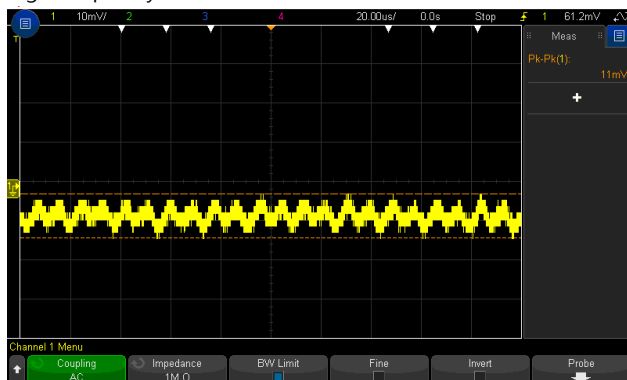 1 10mV/ 2 3 4 20.00us/ 0.0s Stop 1 61.2mV
T
Meas
Pk-Pk(1):
11mV
+
1
Channel 1 Menu
Coupling Impedance BW Limit Fine Invert Probe
AC 1M Ω